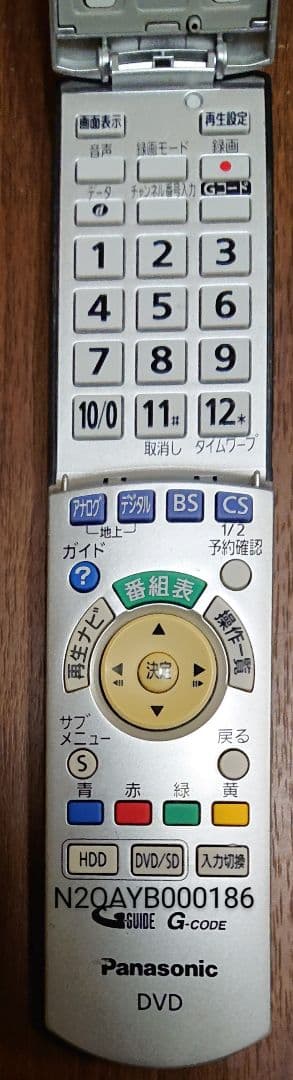 画面表示 再生設定
音声 録画モード 録画
データ チャンネル番号入力 Gコード
d
1 2 3
4 5 6
7 8 9
10/0 11# 12*
取消し タイムワープ
アナログ デジタル BS CS
地上 1/2
ガイド 予約確認
? 番組表
再生ナビ 操作一覧
決定
サブ
メニュー 戻る
S
青 赤 緑 黄
HDD DVD/SD 入力切換
N2QAYB000186
G GUIDE G-CODE
Panasonic
DVD